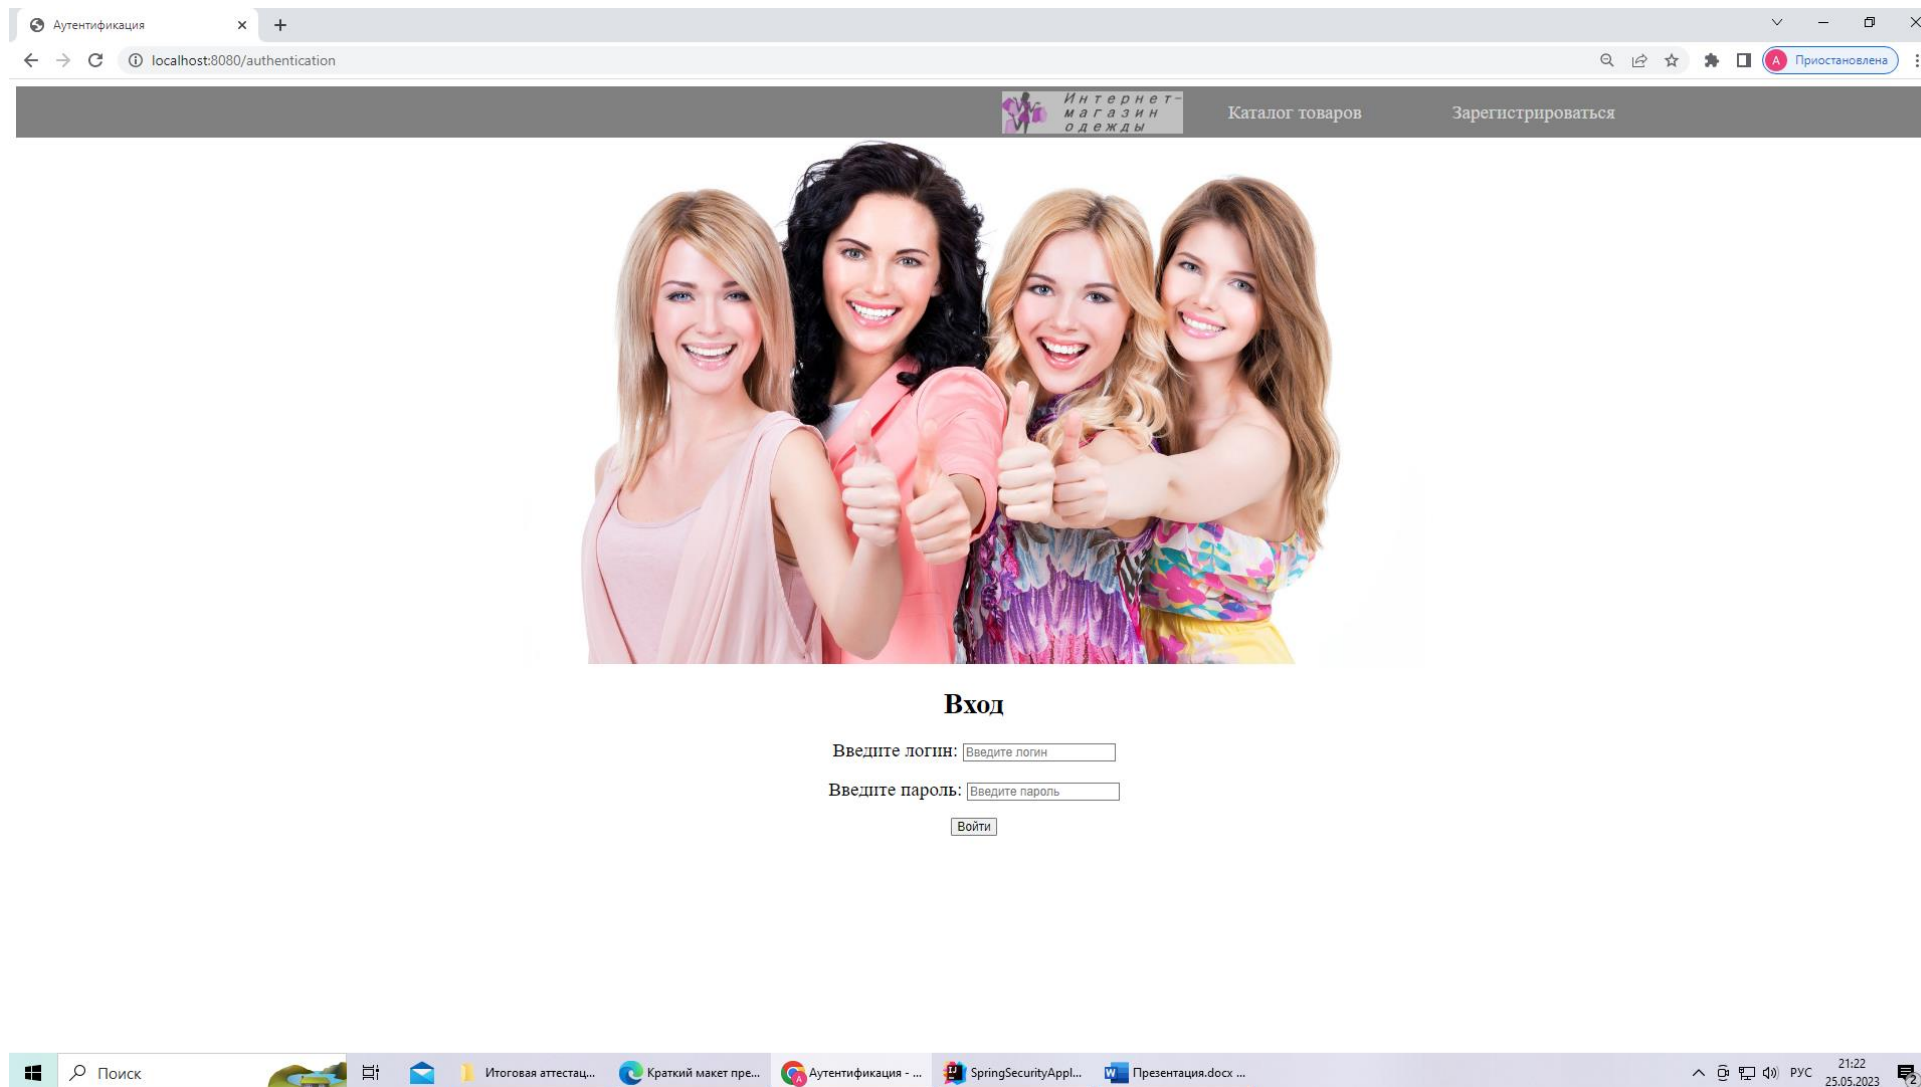 Аутентификация
localhost:8080/authentication
Приостановлена
Интернет-
магазин
одежды
Каталог товаров
Зарегистрироваться
Вход
Введите логин: Введите логин
Введите пароль: Введите пароль
Войти
Поиск
Итоговая аттестац...
Краткий макет пре...
Аутентификация - ...
SpringSecurityAppl...
Презентация.docx ...
РУС
21:22
25.05.2023